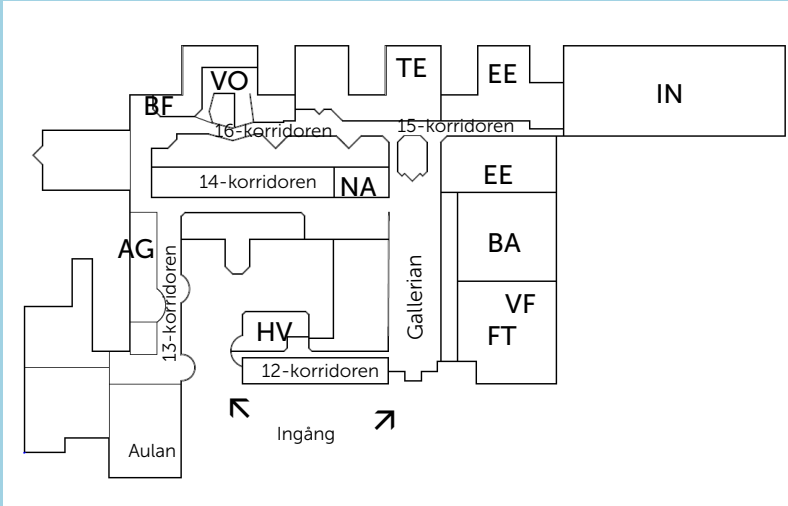 TE
EE
VO
IN
BF
16-korridoren
15-korridoren
14-korridoren
NA
EE
AG
BA
13-korridoren
Gallerian
VF
HV
FT
12-korridoren
Ingång
Aulan